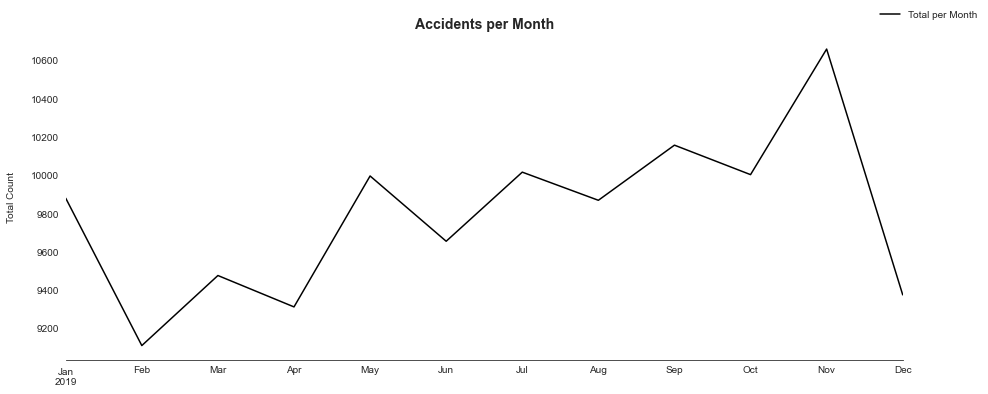 Accidents per Month
Total per Month
Total Count
10600
10400
10200
10000
9800
9600
9400
9200
Jan Feb Mar Apr May Jun Jul Aug Sep Oct Nov Dec
2019